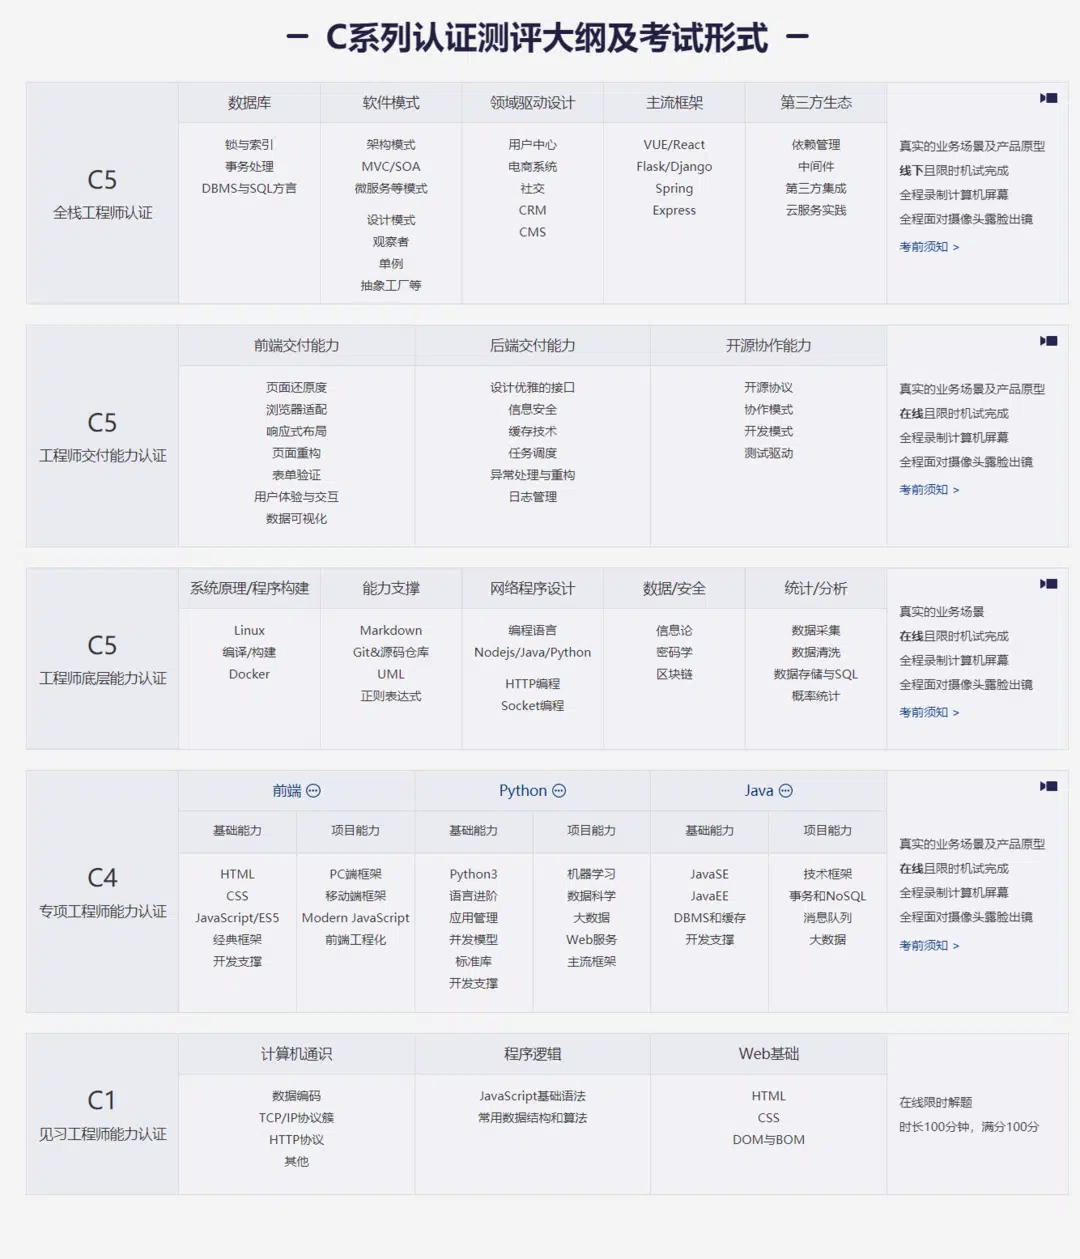 C系列认证测评大纲及考试形式
C5
全栈工程师认证
数据库
锁与索引
事务处理
DBMS与SQL方言
软件模式
架构模式
MVC/SOA
微服务等模式
设计模式
观察者
单例
抽象工厂等
领域驱动设计
用户中心
电商系统
社交
CRM
CMS
主流框架
VUE/React
Flask/Django
Spring
Express
第三方生态
依赖管理
中间件
第三方集成
云服务实践
真实的业务场景及产品原型
线下且限时机试完成
全程录制计算机屏幕
全程面对摄像头露脸出镜
考前须知 >
C5
工程师交付能力认证
前端交付能力
页面还原度
浏览器适配
响应式布局
页面重构
表单验证
用户体验与交互
数据可视化
后端交付能力
设计优雅的接口
信息安全
缓存技术
任务调度
异常处理与重构
日志管理
开源协作能力
开源协议
协作模式
开发模式
测试驱动
真实的业务场景及产品原型
在线且限时机试完成
全程录制计算机屏幕
全程面对摄像头露脸出镜
考前须知 >
C5
工程师底层能力认证
系统原理/程序构建
Linux
编译/构建
Docker
能力支撑
Markdown
Git&源码仓库
UML
正则表达式
网络程序设计
编程语言
Nodejs/Java/Python
HTTP编程
Socket编程
数据/安全
信息论
密码学
区块链
统计/分析
数据采集
数据清洗
数据存储与SQL
概率统计
真实的业务场景
在线且限时机试完成
全程录制计算机屏幕
全程面对摄像头露脸出镜
考前须知 >
C4
专项工程师能力认证
前端
基础能力
HTML
CSS
JavaScript/ES5
经典框架
开发支撑
项目能力
PC端框架
移动端框架
Modern JavaScript
前端工程化
Python
基础能力
Python3
语言进阶
应用管理
并发模型
标准库
开发支撑
项目能力
机器学习
数据科学
大数据
Web服务
主流框架
Java
基础能力
JavaSE
JavaEE
DBMS和缓存
开发支撑
项目能力
技术框架
事务和NoSQL
消息队列
大数据
真实的业务场景及产品原型
在线且限时机试完成
全程录制计算机屏幕
全程面对摄像头露脸出镜
考前须知 >
C1
见习工程师能力认证
计算机通识
数据编码
TCP/IP协议簇
HTTP协议
其他
程序逻辑
JavaScript基础语法
常用数据结构和算法
Web基础
HTML
CSS
DOM与BOM
在线限时解题
时长100分钟，满分100分